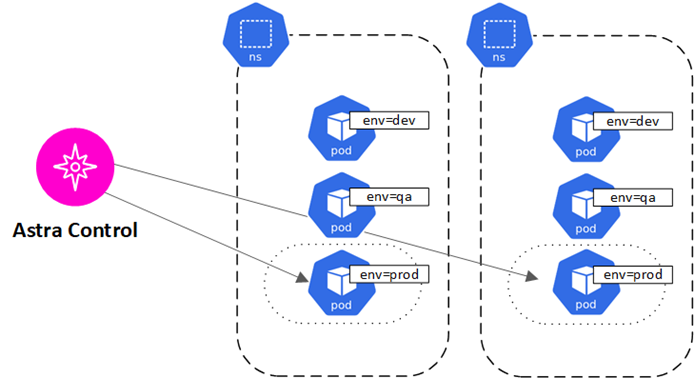 ns
ns
env=dev
pod
env=dev
pod
env=qa
pod
env=qa
pod
Astra Control
env=prod
pod
env=prod
pod